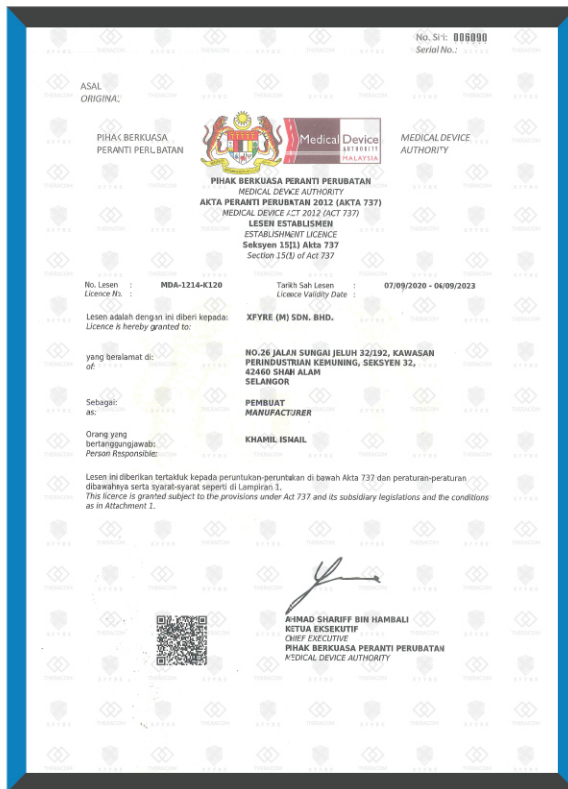 No. Siri: 006090
Serial No.:
ASAL
ORIGINAL
PIHAK BERKUASA
PERANTI PERUBATAN
Medical Device
AUTHORITY
MALAYSIA
MEDICAL DEVICE
AUTHORITY
PIHAK BERKUASA PERANTI PERUBATAN
MEDICAL DEVICE AUTHORITY
AKTA PERANTI PERUBATAN 2012 (AKTA 737)
MEDICAL DEVICE ACT 2012 (ACT 737)
LESEN ESTABLISMEN
ESTABLISHMENT LICENCE
Seksyen 15(1) Akta 737
Section 15(1) of Act 737
No. Lesen : MDA-1214-K120 Tarikh Sah Lesen : 07/09/2020 - 06/09/2023
Licence No. : Licence Validity Date :
Lesen adalah dengan ini diberi kepada: XFYRE (M) SDN. BHD.
Licence is hereby granted to:
yang beralamat di:
of:
NO.26 JALAN SUNGAI JELUH 32/192, KAWASAN
PERINDUSTRIAN KEMUNING, SEKSYEN 32,
42460 SHAH ALAM
SELANGOR
Sebagai: PEMBUAT
as: MANUFACTURER
Orang yang
bertanggungjawab: KHAMIL ISMAIL
Person Responsible:
Lesen ini diberikan tertakluk kepada peruntukan-peruntukan di bawah Akta 737 dan peraturan-peraturan
dibawahnya serta syarat-syarat seperti di Lampiran 1.
This licence is granted subject to the provisions under Act 737 and its subsidiary legislations and the conditions
as in Attachment 1.
AHMAD SHARIFF BIN HAMBALI
KETUA EKSEKUTIF
CHIEF EXECUTIVE
PIHAK BERKUASA PERANTI PERUBATAN
MEDICAL DEVICE AUTHORITY